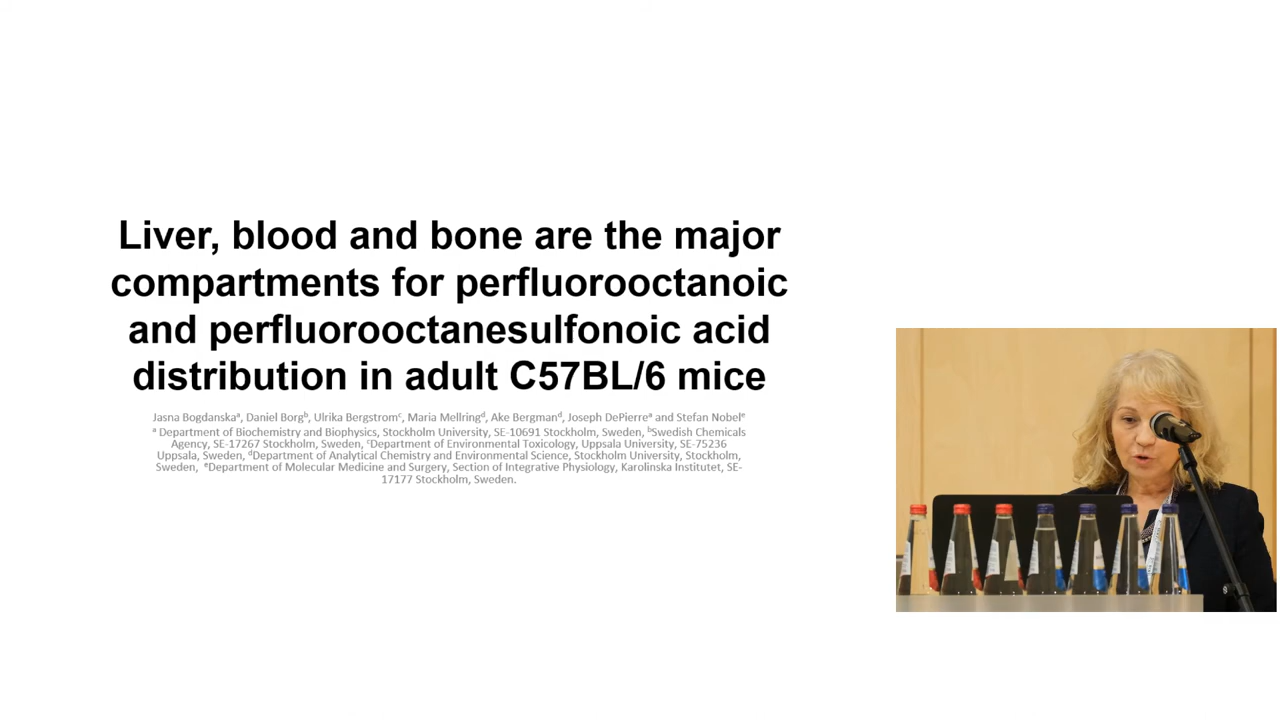 Liver, blood and bone are the major
compartments for perfluorooctanoic
and perfluorooctanesulfonoic acid
distribution in adult C57BL/6 mice
Jasna Bogdanskaᵃ, Daniel Borgᵇ, Ulrika Bergstromᶜ, Maria Mellringᵈ, Ake Bergmanᵈ, Joseph DePierreᵃ and Stefan Nobelᵉ
ᵃ Department of Biochemistry and Biophysics, Stockholm University, SE-10691 Stockholm, Sweden, ᵇSwedish Chemicals
Agency, SE-17267 Stockholm, Sweden, ᶜDepartment of Environmental Toxicology, Uppsala University, SE-75236
Uppsala, Sweden, ᵈDepartment of Analytical Chemistry and Environmental Science, Stockholm University, Stockholm,
Sweden, ᵉDepartment of Molecular Medicine and Surgery, Section of Integrative Physiology, Karolinska Institutet, SE-
17177 Stockholm, Sweden.